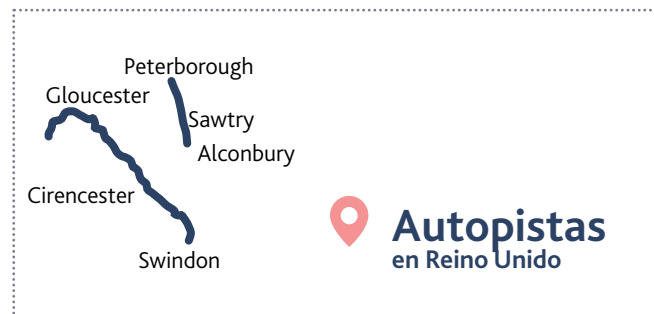 Peterborough
Gloucester
Sawtry
Alconbury
Cirencester
Swindon
Autopistas
en Reino Unido